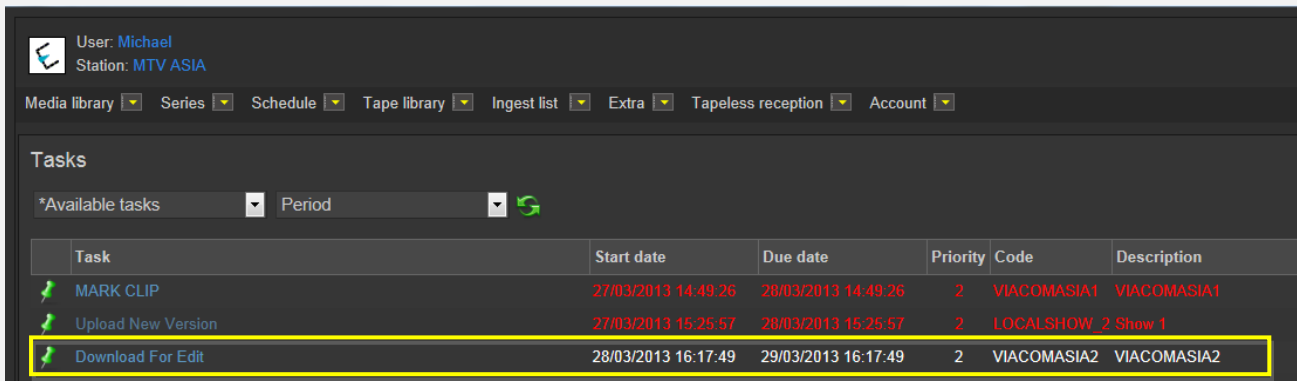 User: Michael
Station: MTV ASIA
Media library Series Schedule Tape library Ingest list Extra Tapeless reception Account
Tasks
*Available tasks Period
Task Start date Due date Priority Code Description
MARK CLIP 27/03/2013 14:49:26 28/03/2013 14:49:26 2 VIACOMASIA1 VIACOMASIA1
Upload New Version 27/03/2013 15:25:57 28/03/2013 15:25:57 2 LOCALSHOW_2 Show 1
Download For Edit 28/03/2013 16:17:49 29/03/2013 16:17:49 2 VIACOMASIA2 VIACOMASIA2